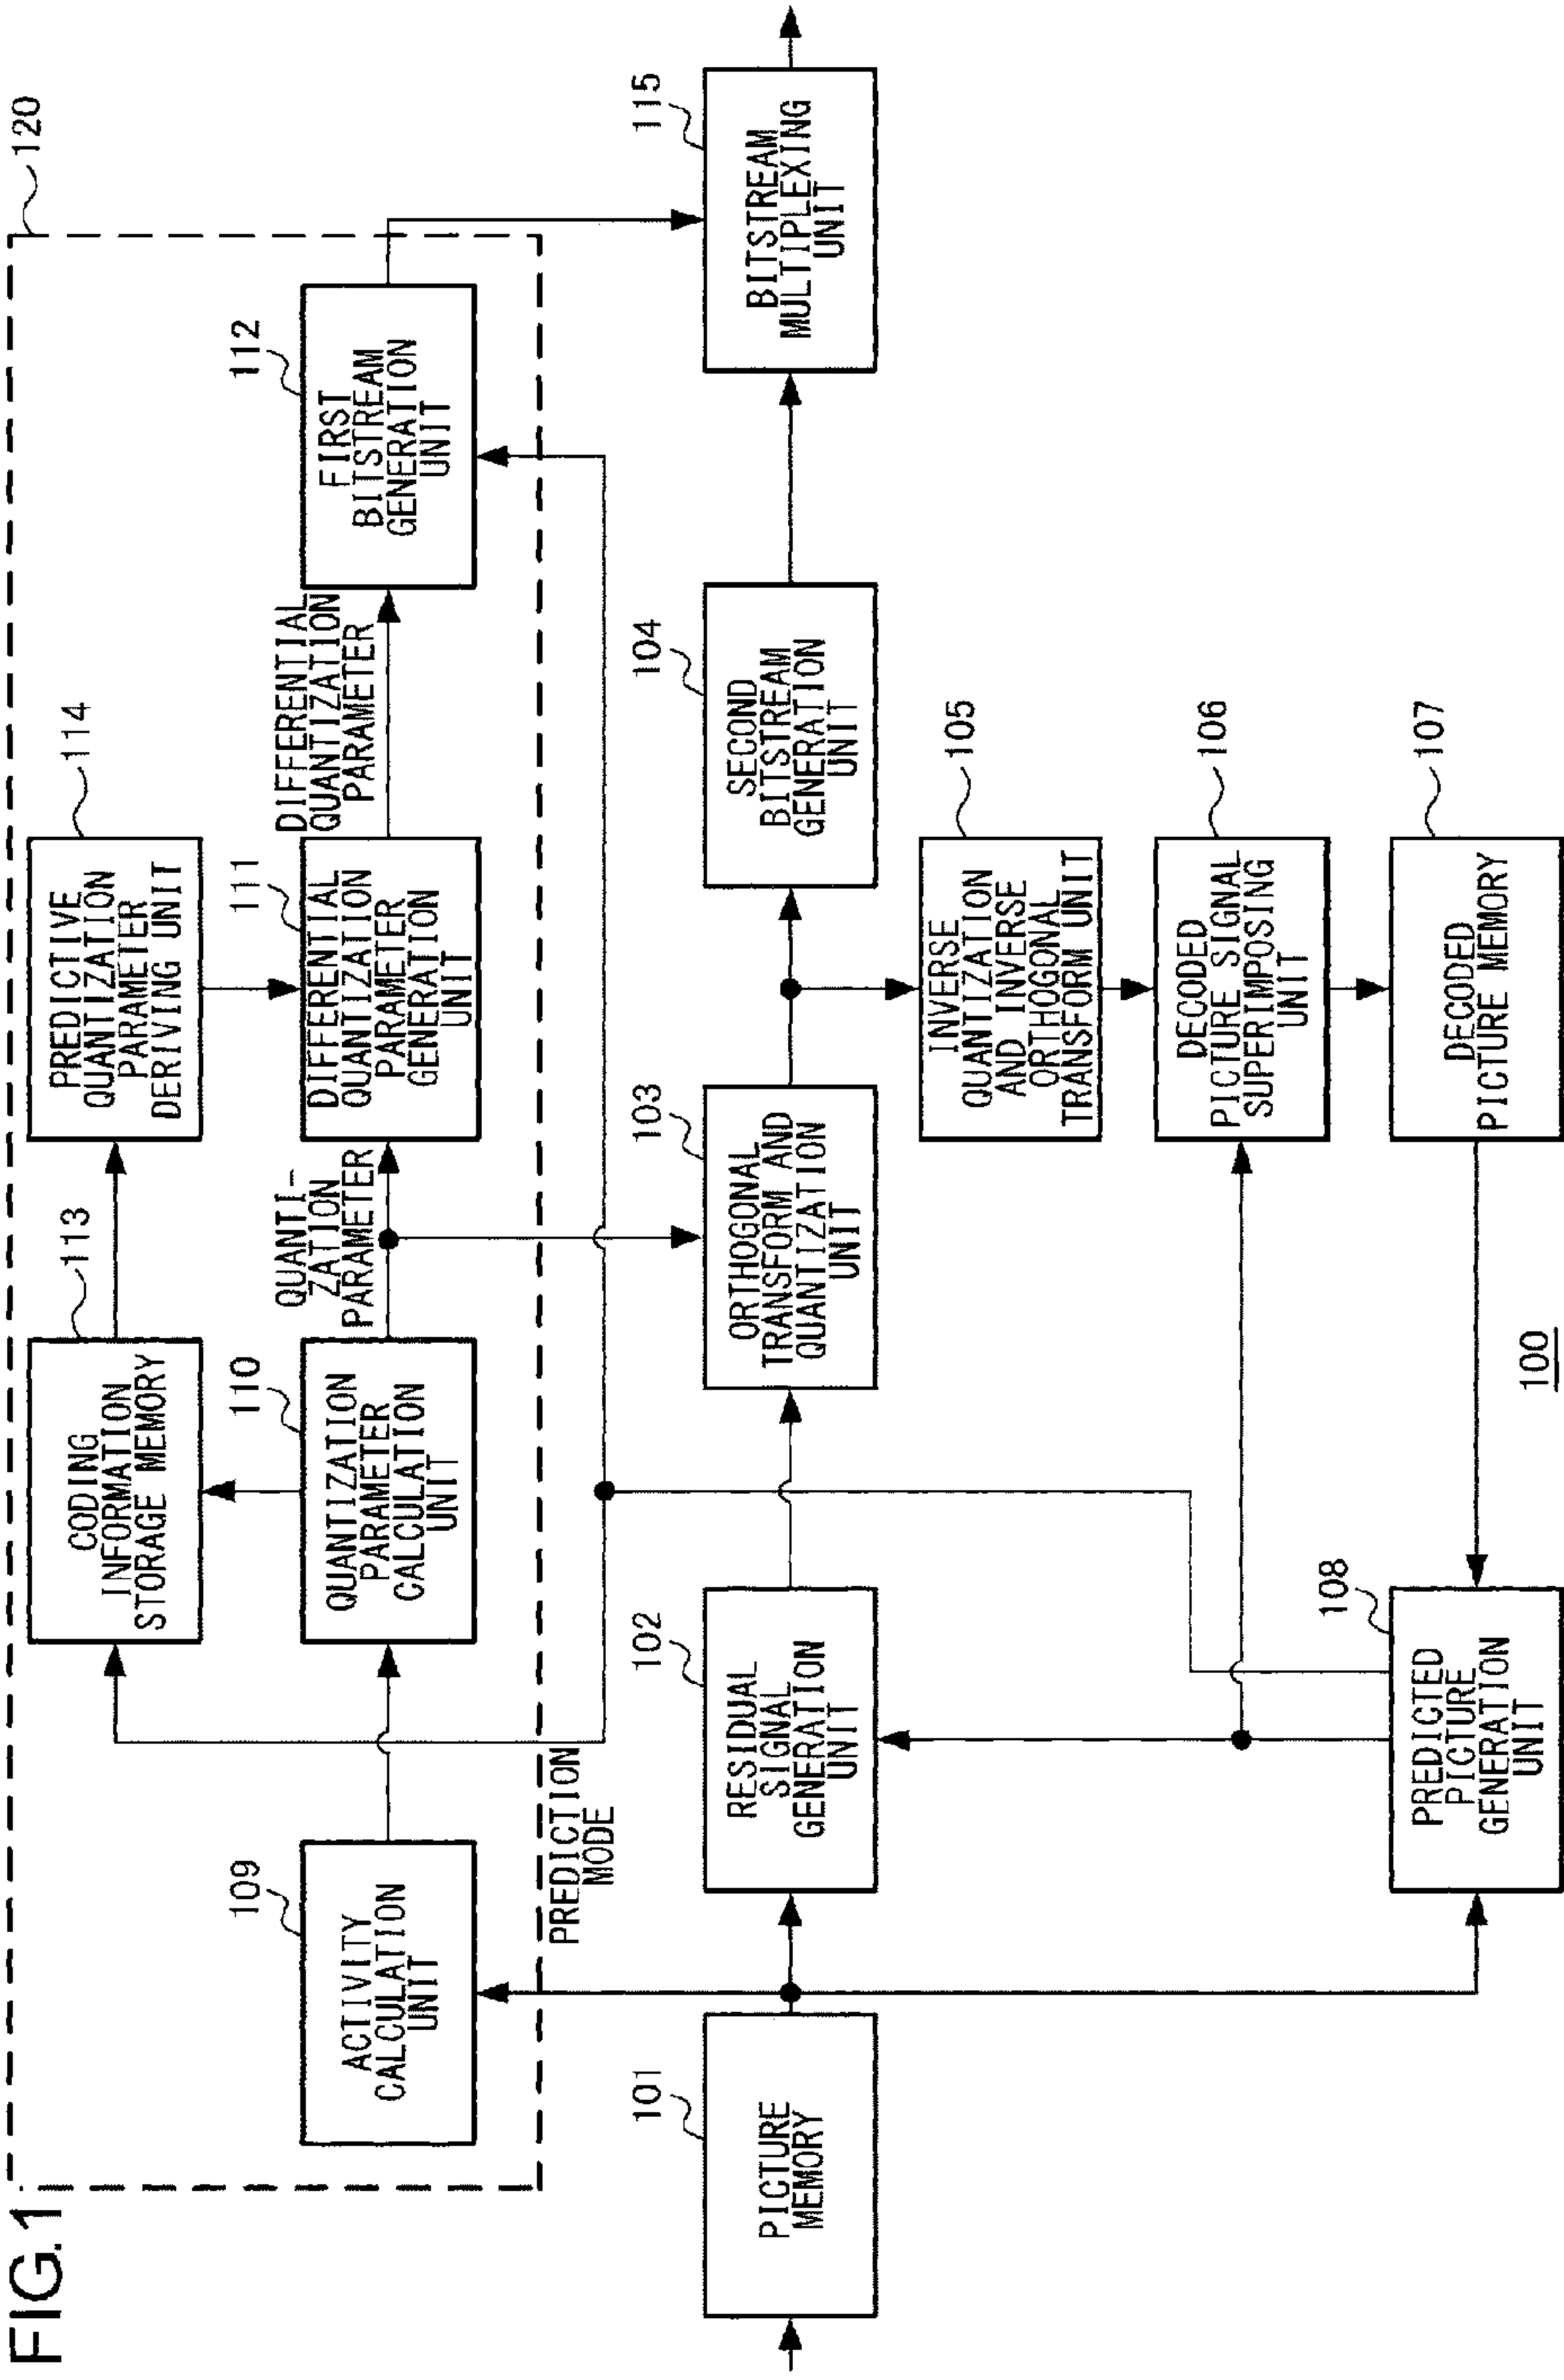 FIG.1
120
113
CODING
INFORMATION
STORAGE MEMORY
114
PREDICTIVE
QUANTIZATION
PARAMETER
DERIVING UNIT
109
ACTIVITY
CALCULATION
UNIT
110
QUANTIZATION
PARAMETER
CALCULATION
UNIT
QUANTI-
ZATION
PARAMETER
111
DIFFERENTIAL
QUANTIZATION
PARAMETER
GENERATION
UNIT
DIFFERENTIAL
QUANTIZATION
PARAMETER
112
FIRST
BITSTREAM
GENERATION
UNIT
PREDICTION
MODE
101
PICTURE
MEMORY
102
RESIDUAL
SIGNAL
GENERATION
UNIT
103
ORTHOGONAL
TRANSFORM AND
QUANTIZATION
UNIT
104
SECOND
BITSTREAM
GENERATION
UNIT
115
BITSTREAM
MULTIPLEXING
UNIT
105
INVERSE
QUANTIZATION
AND INVERSE
ORTHOGONAL
TRANSFORM UNIT
106
DECODED
PICTURE SIGNAL
SUPERIMPOSING
UNIT
107
DECODED
PICTURE MEMORY
108
PREDICTED
PICTURE
GENERATION
UNIT
100